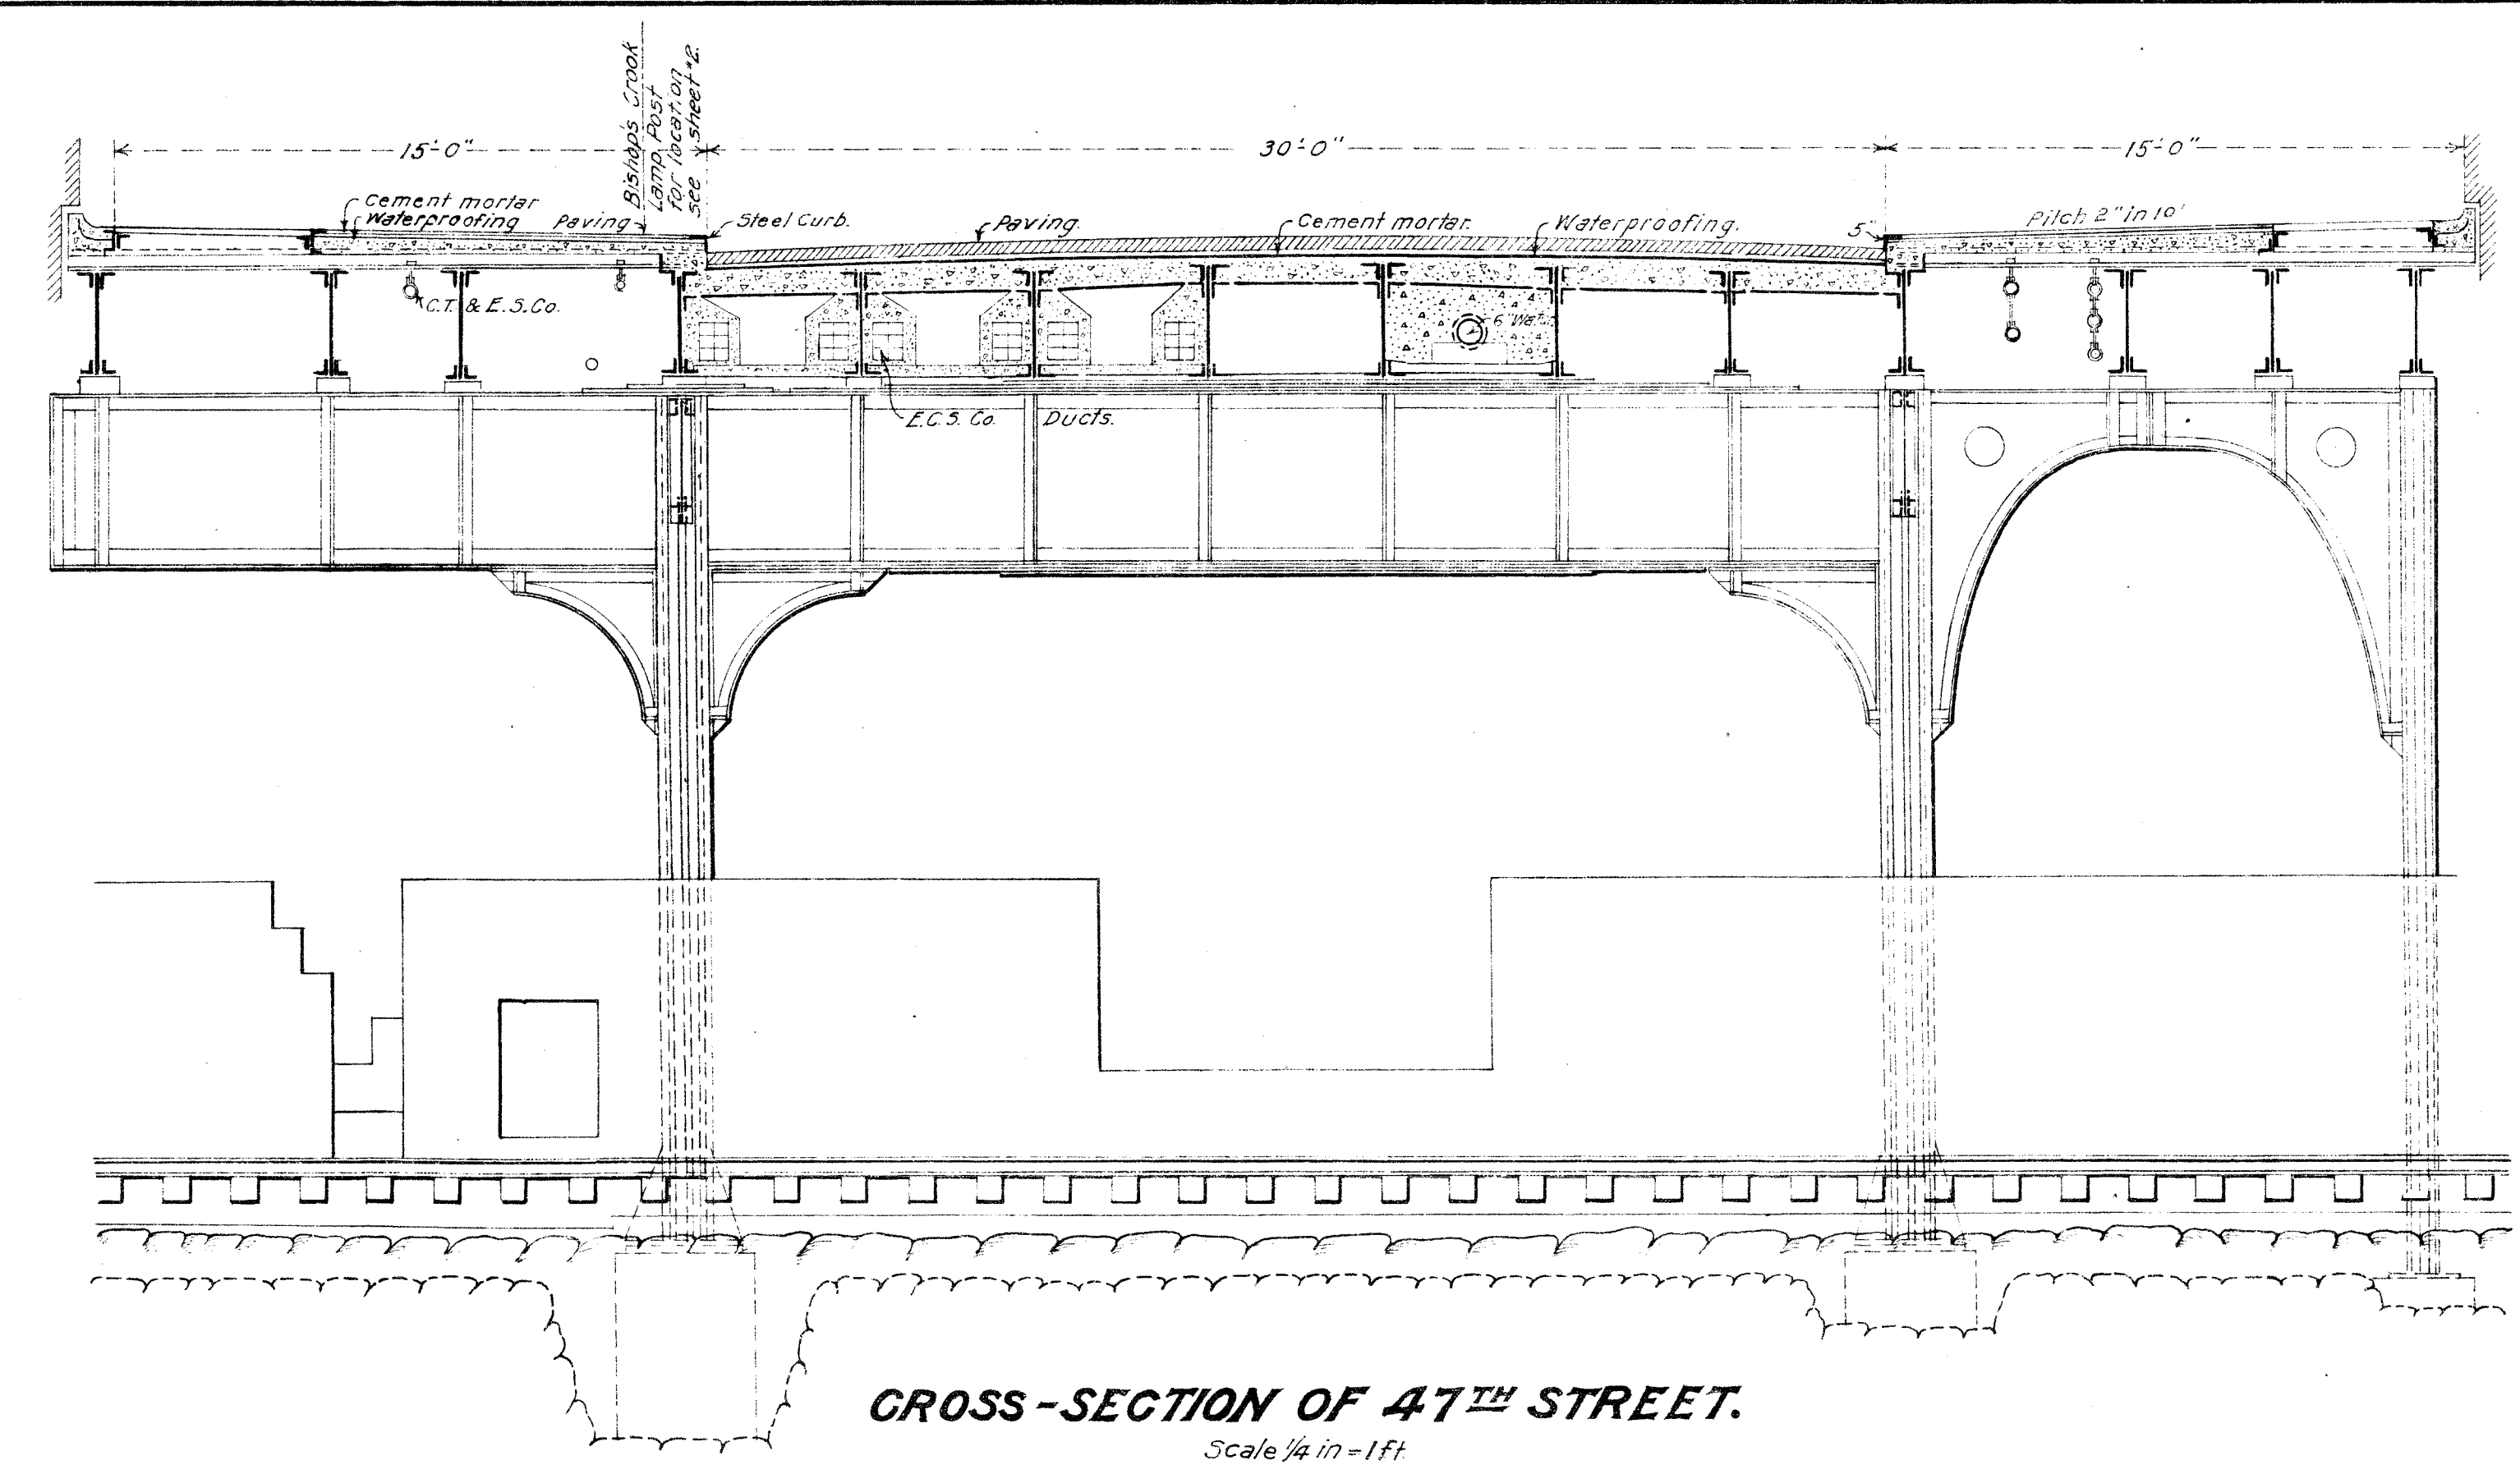 Bishop's Crook
Lamp Post
for location
see sheet #2.
15'-0"
30'-0"
15'-0"
Cement mortar
Waterproofing
Paving
Steel Curb.
Paving.
Cement mortar.
Waterproofing.
5"
Pitch 2" in 10'
C.T. & E.S.Co.
6" Wat
E.C.S. Co. Ducts.
CROSS-SECTION OF 47TH STREET.
Scale 1/4 in = 1 ft.